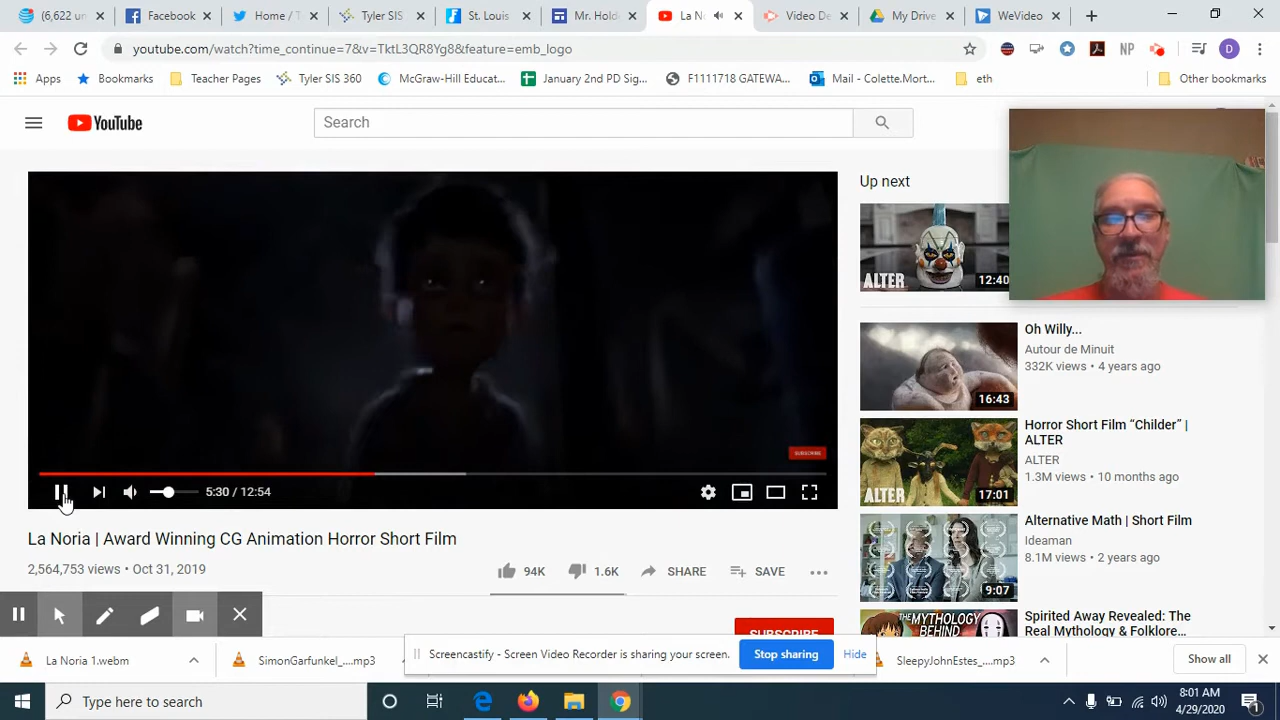 (6,622 un
Facebook
Home / T
Tyler SIS
St. Louis
Mr. Hold
La No
Video De
My Drive
WeVideo
youtube.com/watch?time_continue=7&v=TktL3QR8Yg8&feature=emb_logo
NP
D
Apps
Bookmarks
Teacher Pages
Tyler SIS 360
McGraw-Hill Educat...
January 2nd PD Sig...
F1111718 GATEWA...
Mail - Colette.Mort...
eth
Other bookmarks
YouTube
Search
Up next
ALTER
12:40
Oh Willy...
Autour de Minuit
332K views • 4 years ago
16:43
Horror Short Film “Childer” |
ALTER
ALTER
1.3M views • 10 months ago
ALTER
17:01
Alternative Math | Short Film
Ideaman
8.1M views • 2 years ago
9:07
Spirited Away Revealed: The
Real Mythology & Folklore...
THE MYTHOLOGY
BEHIND
SUBSCRIBE
5:30 / 12:54
La Noria | Award Winning CG Animation Horror Short Film
2,564,753 views • Oct 31, 2019
94K
1.6K
SHARE
SAVE
SUBSCRIBE
Screencastify - Screen Video Recorder is sharing your screen.
Stop sharing
Hide
La Noria 1.webm
SimonGarfunkel_....mp3
SleepyJohnEstes_....mp3
Show all
Type here to search
8:01 AM
4/29/2020
1